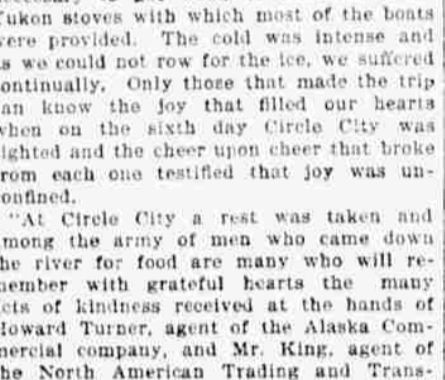 Yukon stoves with which most of the boats
were provided. The cold was intense and
as we could not row for the ice, we suffered
continually. Only those that made the trip
can know the joy that filled our hearts
when on the sixth day Circle City was
sighted and the cheer upon cheer that broke
from each one testified that joy was un-
confined.
"At Circle City a rest was taken and
among the army of men who came down
the river for food are many who will re-
member with grateful hearts the many
acts of kindness received at the hands of
Howard Turner, agent of the Alaska Com-
mercial company, and Mr. King, agent of
the North American Trading and Trans-